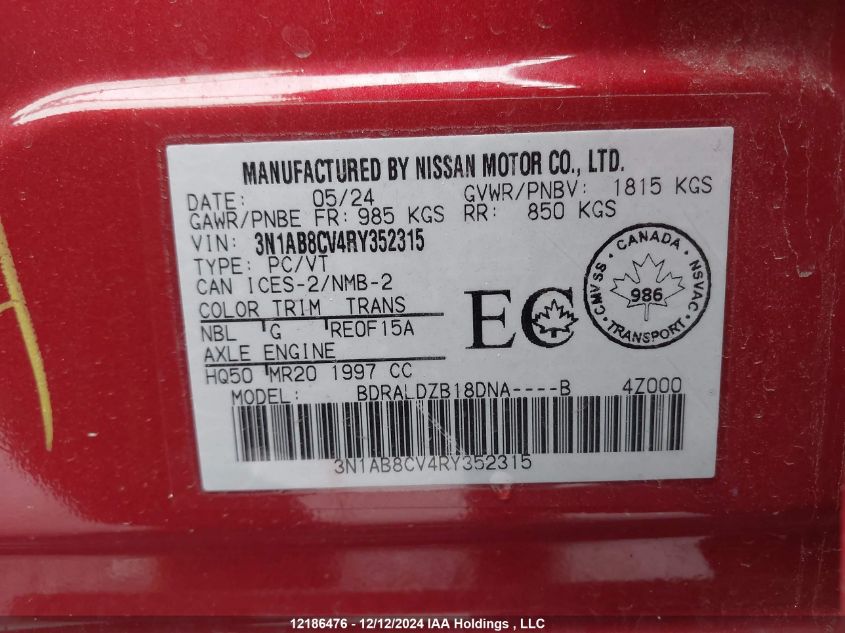 MANUFACTURED BY NISSAN MOTOR CO., LTD.
DATE: 05/24 GVWR/PNBV: 1815 KGS
GAWR/PNBE FR: 985 KGS RR: 850 KGS
VIN: 3N1AB8CV4RY352315
TYPE: PC/VT
CAN ICES-2/NMB-2
COLOR TRIM TRANS
NBL G RE0F15A
AXLE ENGINE
HQ50 MR20 1997 CC
MODEL: BDRALDZB18DNA----B 4Z000
EC
CANADA
CMVSS 986 NSVAC
TRANSPORT
3N1AB8CV4RY352315
12186476 - 12/12/2024 IAA Holdings , LLC